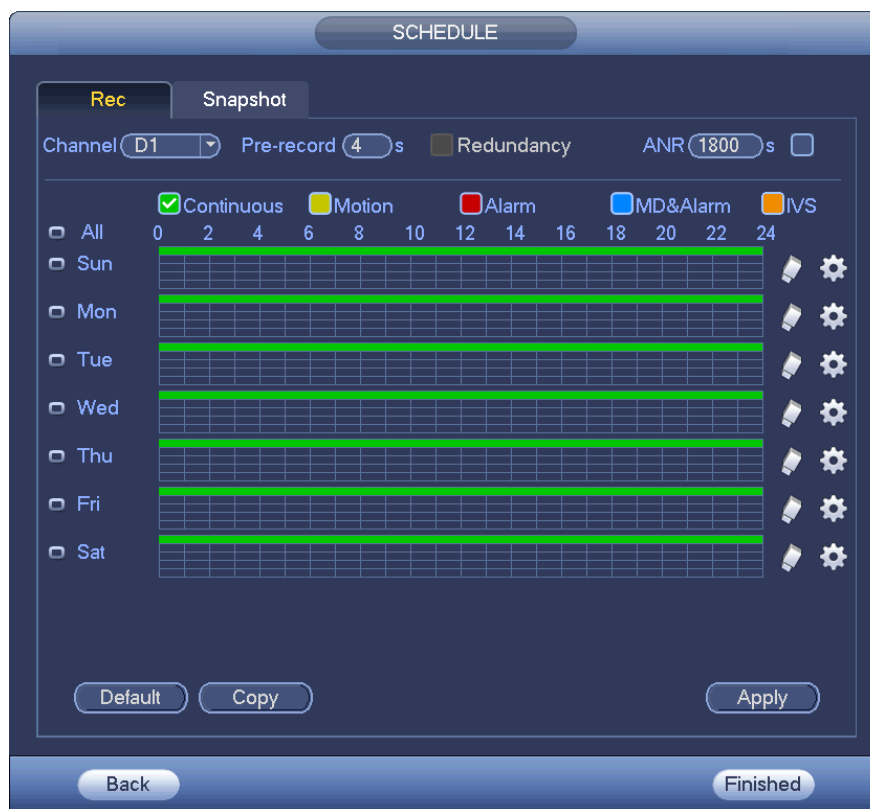 SCHEDULE
Rec Snapshot
Channel D1 Pre-record 4 s Redundancy ANR 1800 s
Continuous Motion Alarm MD&Alarm IVS
All 0 2 4 6 8 10 12 14 16 18 20 22 24
Sun
Mon
Tue
Wed
Thu
Fri
Sat
Default Copy Apply
Back Finished